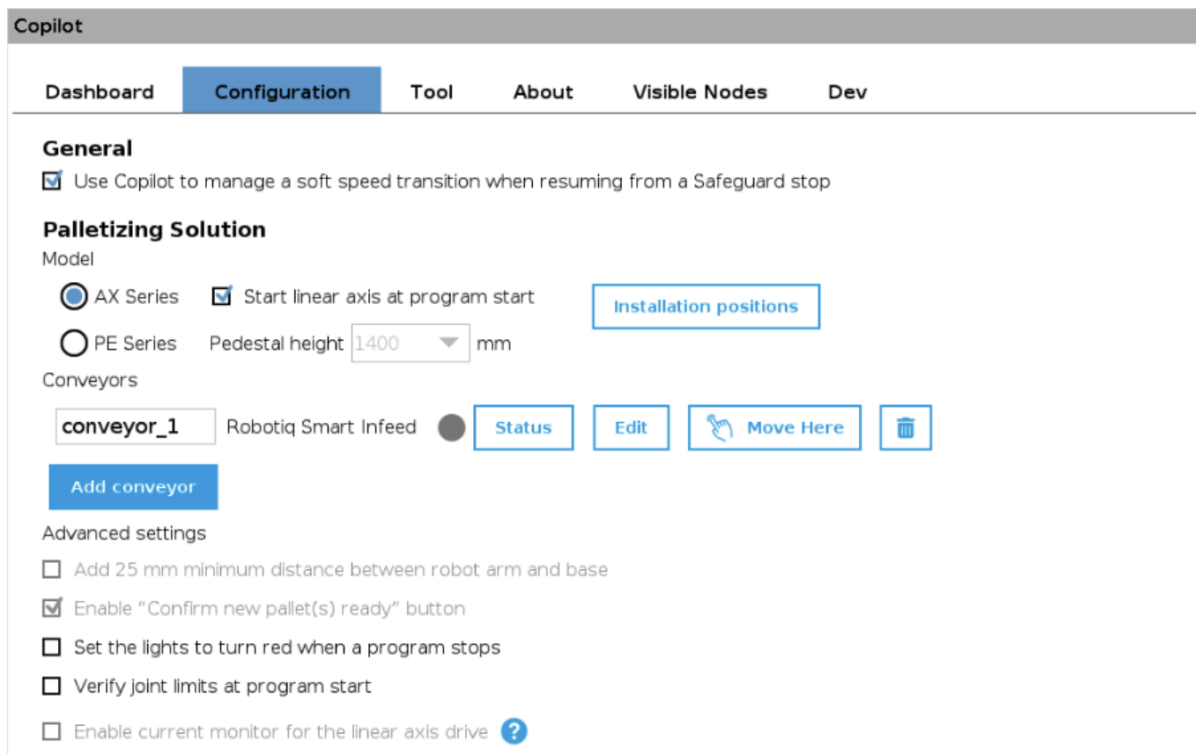 Copilot
Dashboard Configuration Tool About Visible Nodes Dev
General
Use Copilot to manage a soft speed transition when resuming from a Safeguard stop
Palletizing Solution
Model
AX Series Start linear axis at program start Installation positions
PE Series Pedestal height 1400 mm
Conveyors
conveyor_1 Robotiq Smart Infeed Status Edit Move Here
Add conveyor
Advanced settings
Add 25 mm minimum distance between robot arm and base
Enable “Confirm new pallet(s) ready” button
Set the lights to turn red when a program stops
Verify joint limits at program start
Enable current monitor for the linear axis drive ?